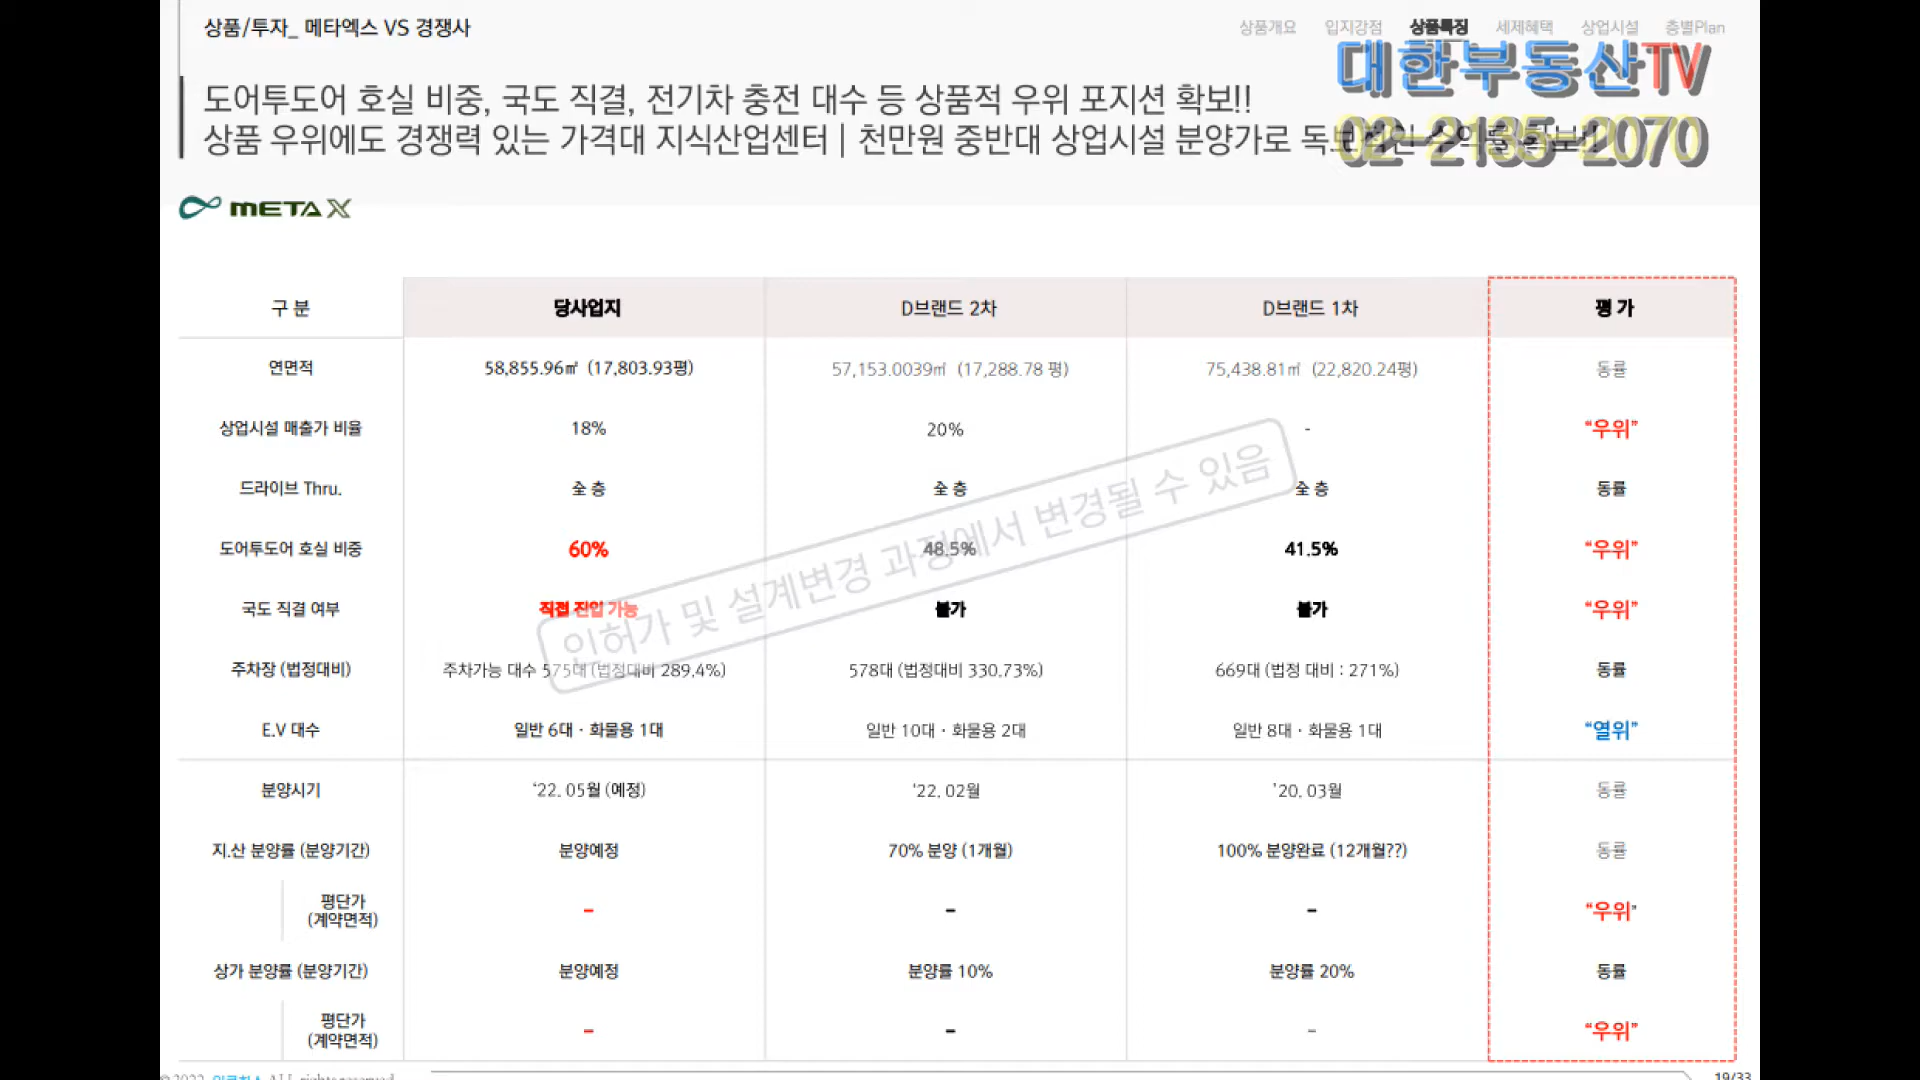 상품/투자_ 메타엑스 VS 경쟁사
상품개요 입지강점 상품특징 세제혜택 상업시설 층별Plan
대한부동산TV
02-2135-2070
도어투도어 호실 비중, 국도 직결, 전기차 충전 대수 등 상품적 우위 포지션 확보!!
상품 우위에도 경쟁력 있는 가격대 지식산업센터 | 천만원 중반대 상업시설 분양가로
META X
구 분 당사업지 D브랜드 2차 D브랜드 1차 평 가
연면적 58,855.96㎡ (17,803.93평) 57,153.0039㎡ (17,288.78 평) 75,438.81㎡ (22,820.24평) 동률
상업시설 매출가 비율 18% 20% - “우위”
드라이브 Thru. 全 층 全 층 全 층 동률
도어투도어 호실 비중 60% 48.5% 41.5% “우위”
국도 직결 여부 직접 진입 가능 불가 불가 “우위”
주차장 (법정대비) 주차가능 대수 575대 (법정대비 289.4%) 578대 (법정대비 330.73%) 669대 (법정 대비 : 271%) 동률
E.V 대수 일반 6대 · 화물용 1대 일반 10대 · 화물용 2대 일반 8대 · 화물용 1대 “열위”
분양시기 ‘22. 05월 (예정) ‘22. 02월 ’20. 03월 동률
지.산 분양률 (분양기간) 분양예정 70% 분양 (1개월) 100% 분양완료 (12개월??) 동률
평단가
(계약면적) - - - “우위”
상가 분양률 (분양기간) 분양예정 분양률 10% 분양률 20% 동률
평단가
(계약면적) - - - “우위”
인허가 및 설계변경 과정에서 변경될 수 있음
19/33